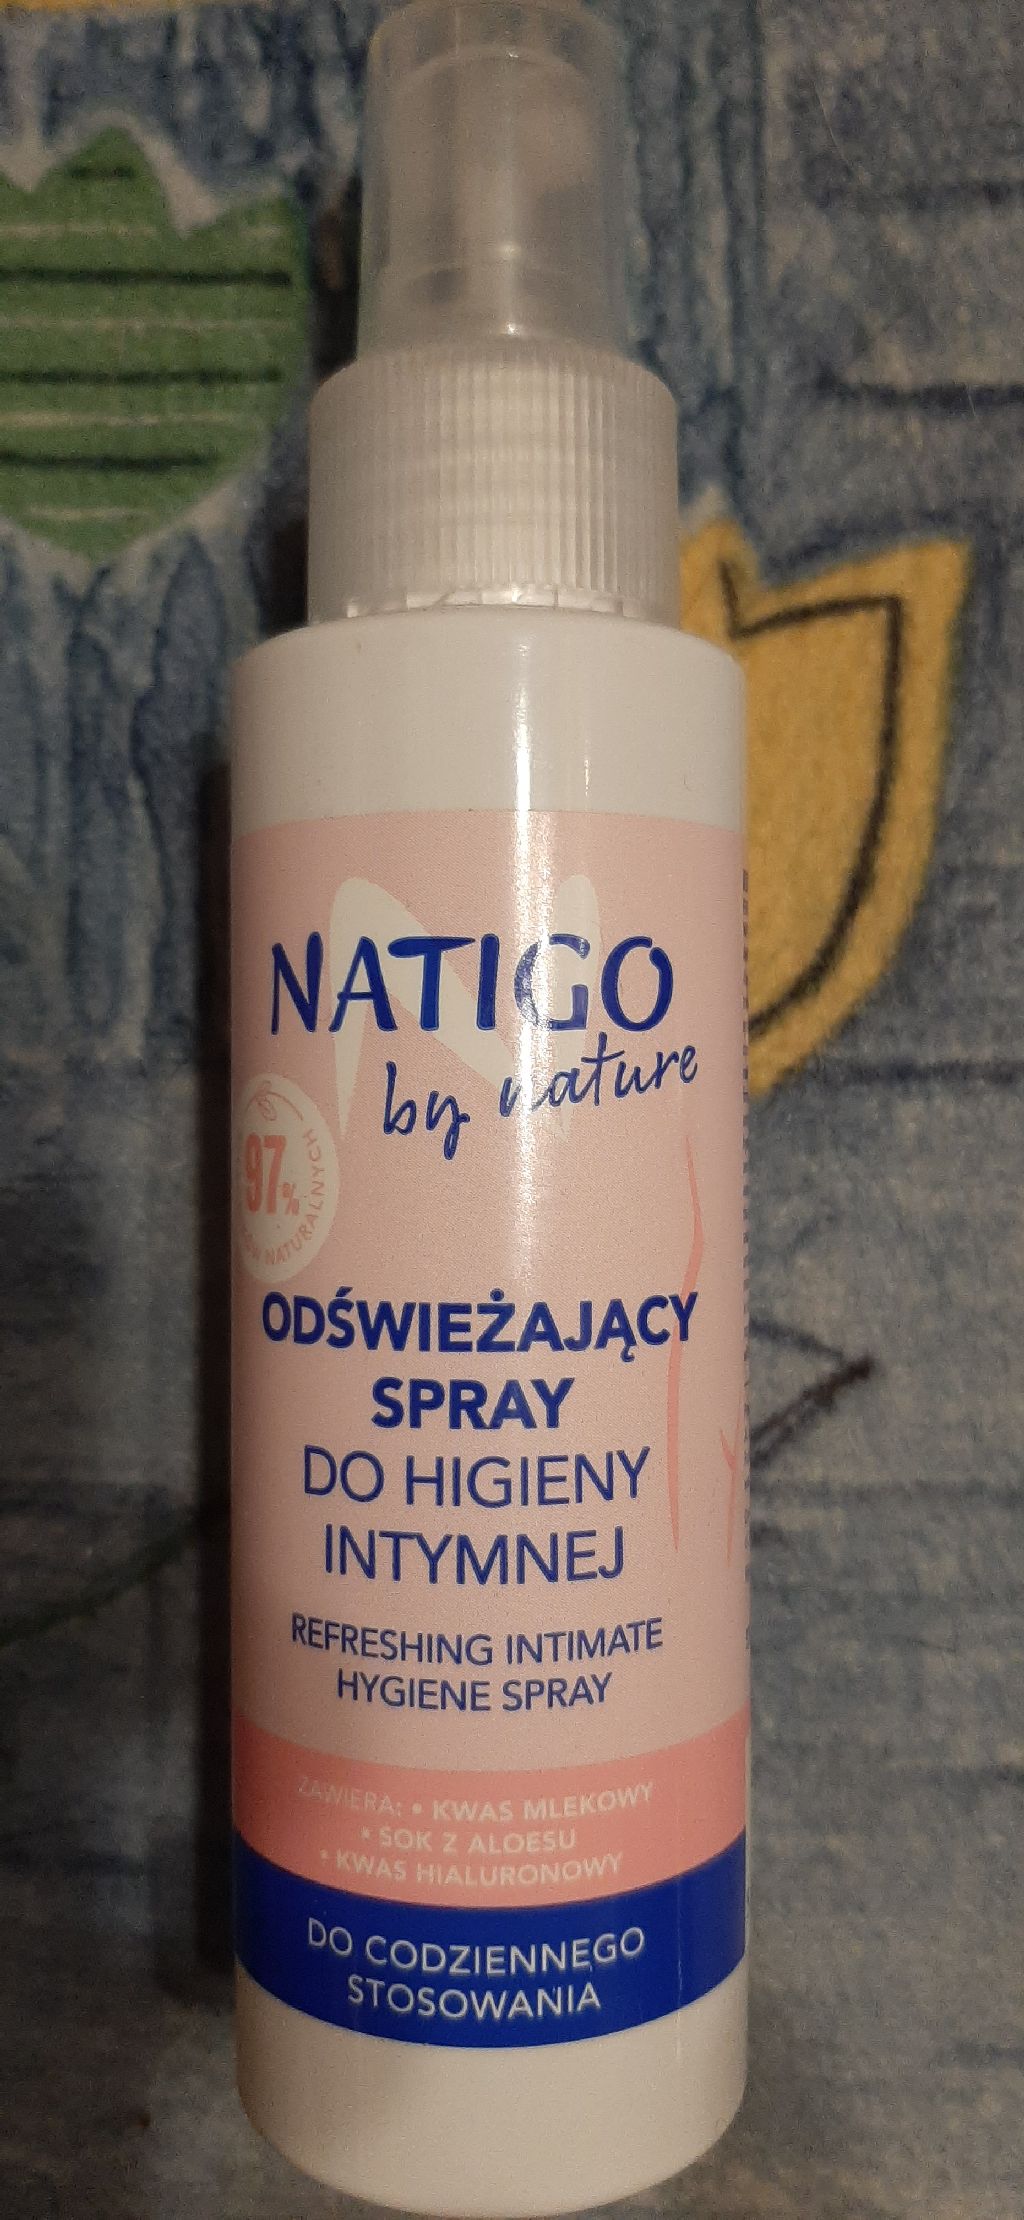 NATIGO
by nature
97%
NATURALNYCH
ODŚWIEŻAJĄCY
SPRAY
DO HIGIENY
INTYMNEJ
REFRESHING INTIMATE
HYGIENE SPRAY
ZAWIERA: • KWAS MLEKOWY
• SOK Z ALOESU
• KWAS HIALURONOWY
DO CODZIENNEGO
STOSOWANIA